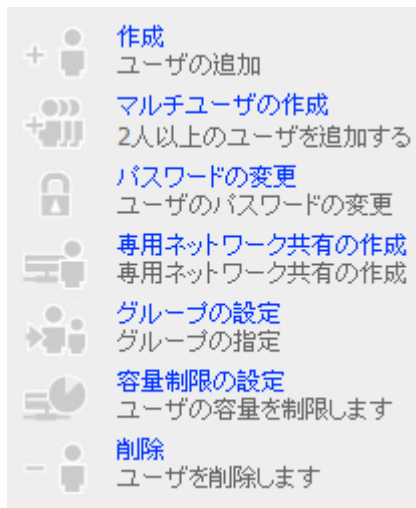 作成
ユーザの追加
マルチユーザの作成
2人以上のユーザを追加する
パスワードの変更
ユーザのパスワードの変更
専用ネットワーク共有の作成
専用ネットワーク共有の作成
グループの設定
グループの指定
容量制限の設定
ユーザの容量を制限します
削除
ユーザを削除します